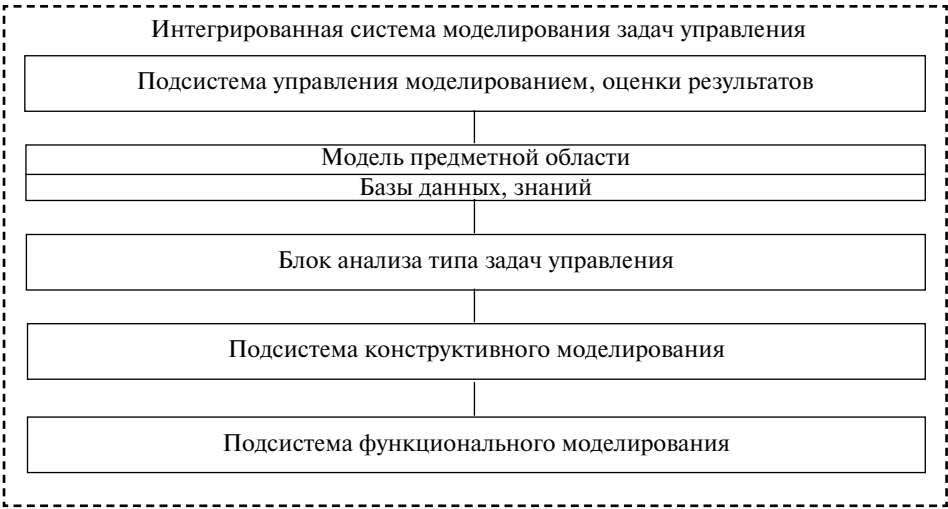 Интегрированная система моделирования задач управления
Подсистема управления моделированием, оценки результатов
Модель предметной области
Базы данных, знаний
Блок анализа типа задач управления
Подсистема конструктивного моделирования
Подсистема функционального моделирования